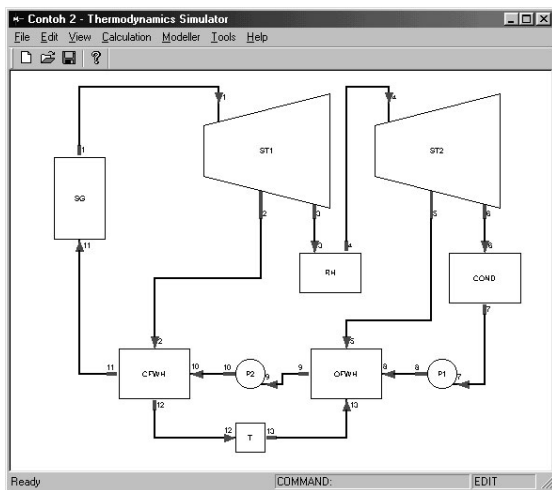 Contoh 2 - Thermodynamics Simulator
File Edit View Calculation Modeller Tools Help
1 4
ST1 ST2
1
SG
2 3 5 6
11
3 4 6
RH COND
7
2 5
11 CFWH 10 10 P2 9 9 OFWH 8 8 P1 7
12 13
12 T 13
Ready COMMAND: EDIT